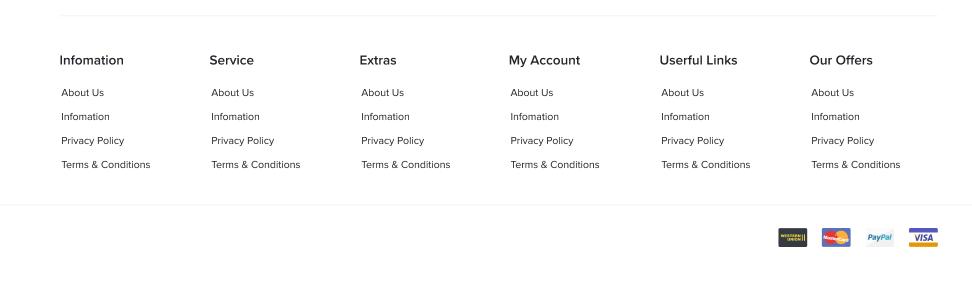 Infomation Service Extras My Account Userful Links Our Offers
About Us About Us About Us About Us About Us About Us
Infomation Infomation Infomation Infomation Infomation Infomation
Privacy Policy Privacy Policy Privacy Policy Privacy Policy Privacy Policy Privacy Policy
Terms & Conditions Terms & Conditions Terms & Conditions Terms & Conditions Terms & Conditions Terms & Conditions
WESTERN UNION MasterCard PayPal VISA